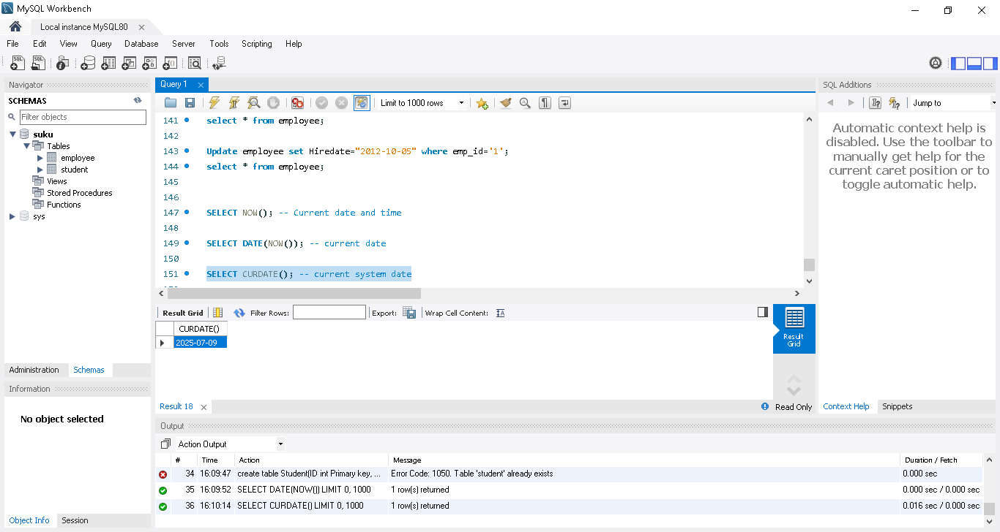 MySQL Workbench
Local instance MySQL80
File Edit View Query Database Server Tools Scripting Help
Navigator
SCHEMAS
Filter objects
suku
Tables
employee
student
Views
Stored Procedures
Functions
sys
Administration Schemas
Information
No object selected
Object Info Session
Query 1
Limit to 1000 rows
141 select * from employee;
142
143 Update employee set Hiredate="2012-10-05" where emp_id='1';
144 select * from employee;
145
146
147 SELECT NOW(); -- Current date and time
148
149 SELECT DATE(NOW()); -- current date
150
151 SELECT CURDATE(); -- current system date
Result Grid Filter Rows: Export: Wrap Cell Content:
CURDATE()
2025-07-09
Result Grid
Result 18 Read Only
SQL Additions
Jump to
Automatic context help is
disabled. Use the toolbar to
manually get help for the
current caret position or to
toggle automatic help.
Context Help Snippets
Output
Action Output
# Time Action Message Duration / Fetch
34 16:09:47 create table Student(ID int Primary key, ... Error Code: 1050. Table 'student' already exists 0.000 sec
35 16:09:52 SELECT DATE(NOW()) LIMIT 0, 1000 1 row(s) returned 0.000 sec / 0.000 sec
36 16:10:14 SELECT CURDATE() LIMIT 0, 1000 1 row(s) returned 0.016 sec / 0.000 sec